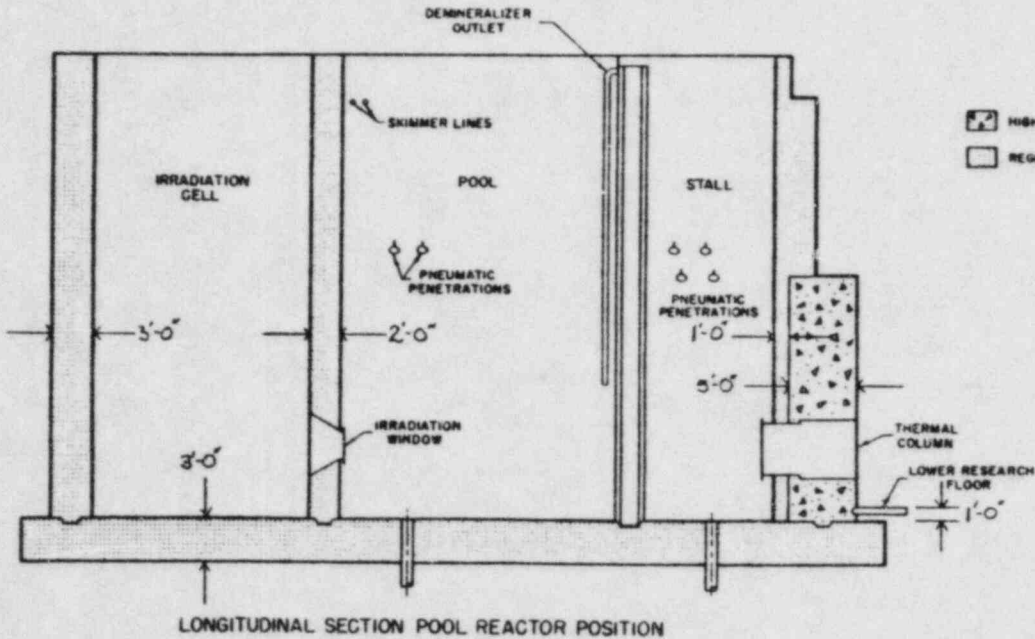 DEMINERALIZER
OUTLET
SKIMMER LINES
HIGH
IRRADIATION
CELL
POOL
STALL
PNEUMATIC
PENETRATIONS
PNEUMATIC
PENETRATIONS
3'-0"
2'-0"
1'-0"
5'-0"
IRRADIATION
WINDOW
THERMAL
COLUMN
3'-0"
LOWER RESEARCH
FLOOR
1'-0"
LONGITUDINAL SECTION POOL REACTOR POSITION